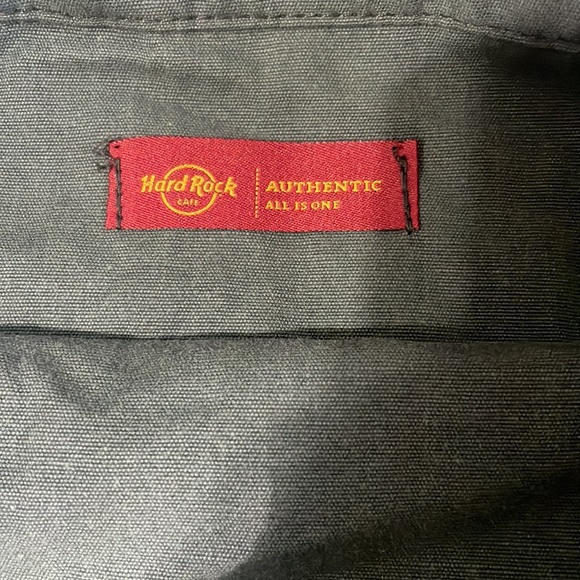 Hard Rock
CAFE
AUTHENTIC
ALL IS ONE